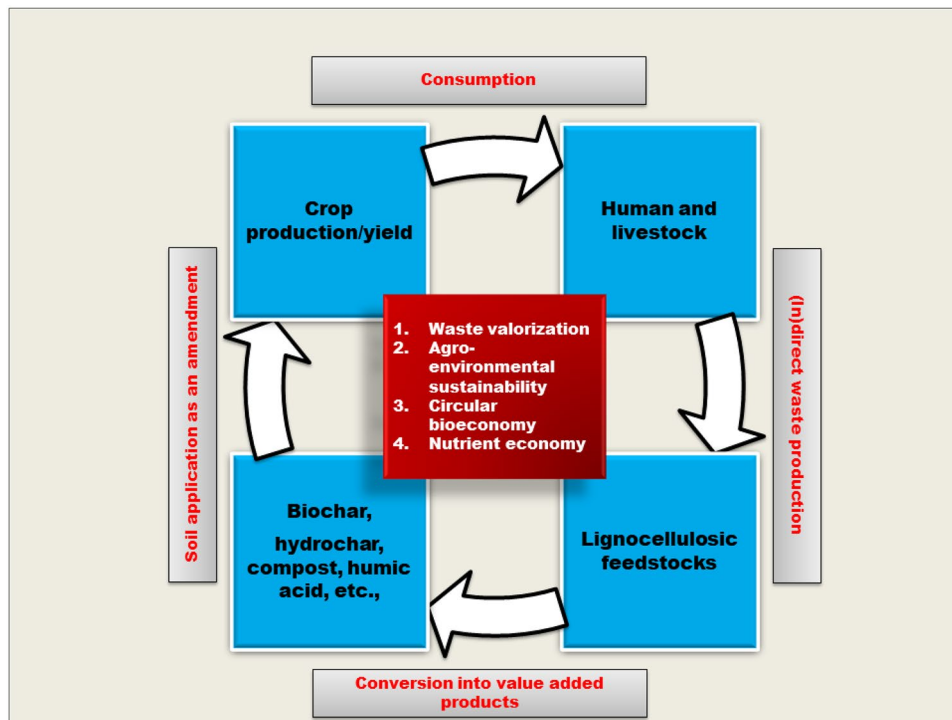 Consumption
Crop
production/yield
Human and
livestock
(In)direct waste production
Soil application as an amendment
1. Waste valorization
2. Agro-
environmental
sustainability
3. Circular
bioeconomy
4. Nutrient economy
Biochar,
hydrochar,
compost, humic
acid, etc.,
Lignocellulosic
feedstocks
Conversion into value added
products